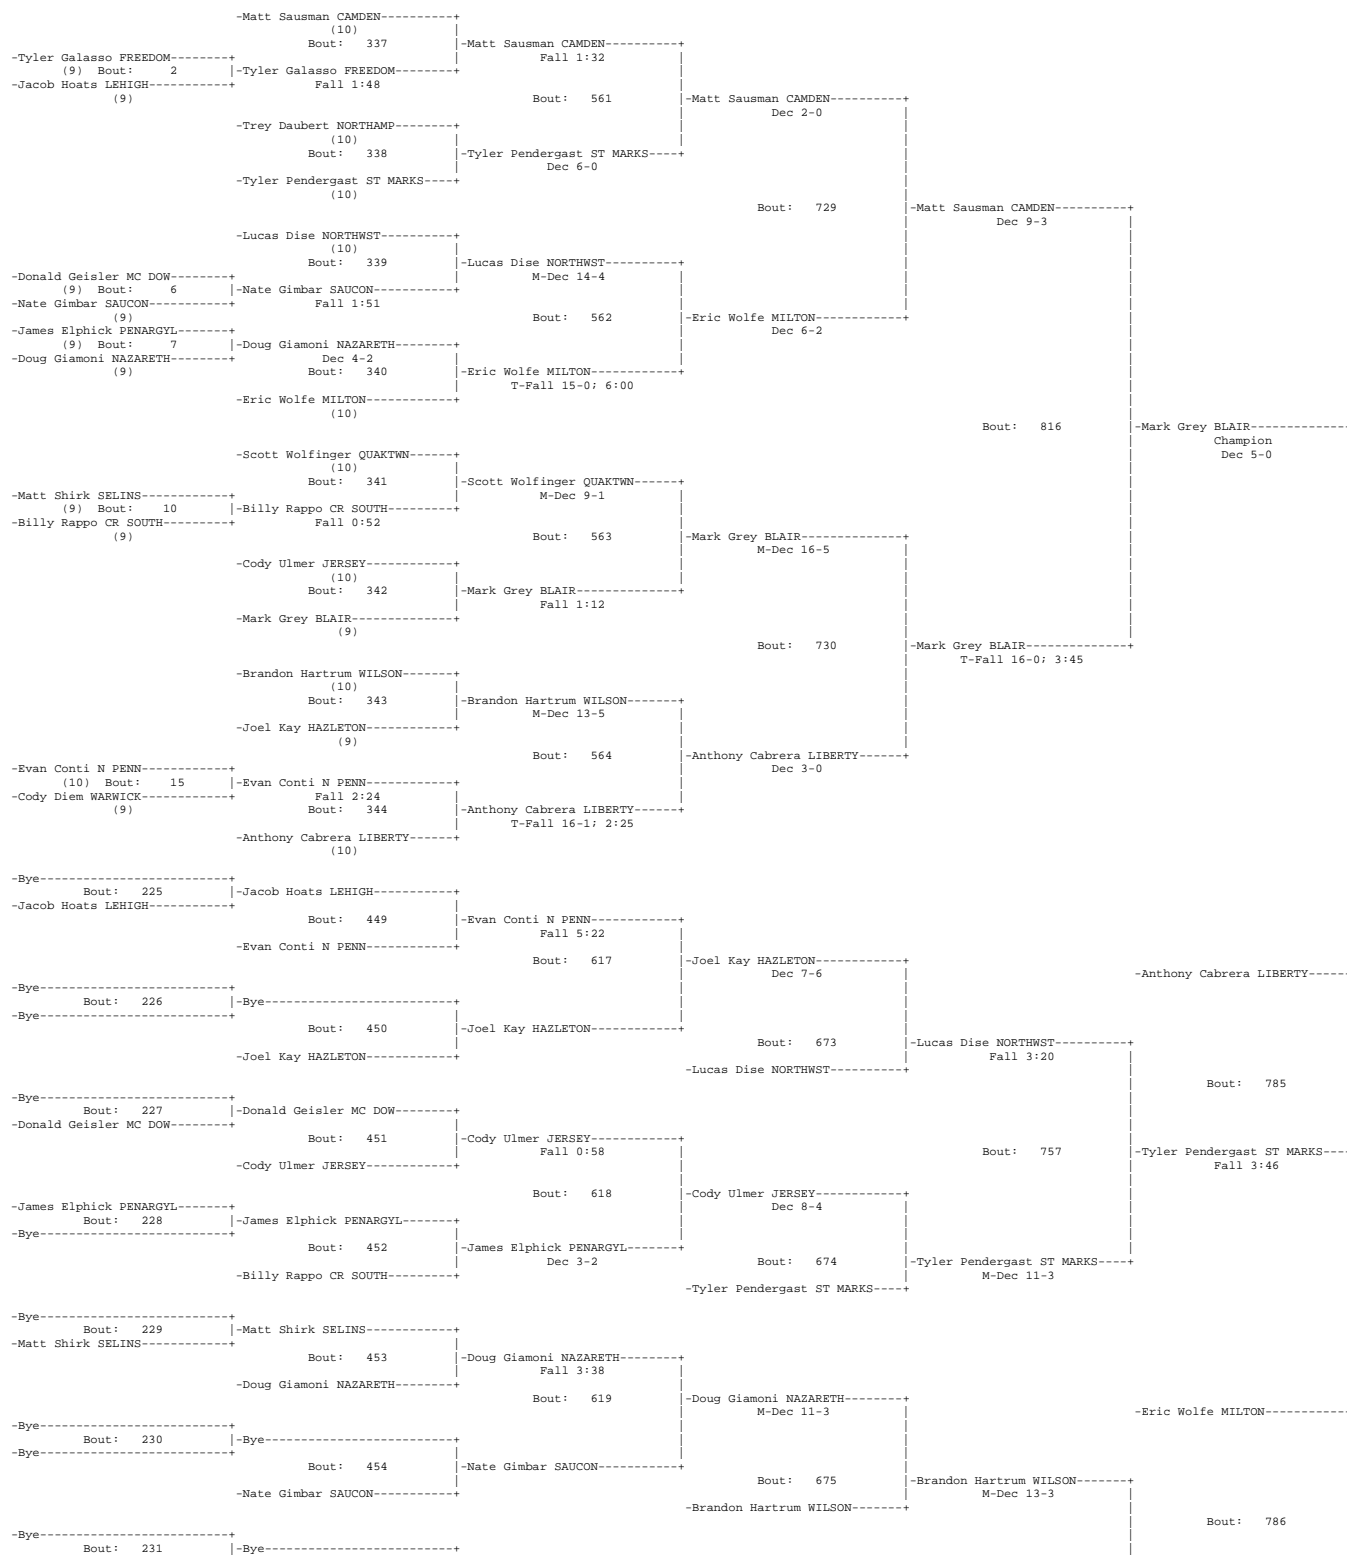 -Matt Sausman CAMDEN----------+
(10) |
Bout: 337 |-Matt Sausman CAMDEN----------+
-Tyler Galasso FREEDOM--------+ | Fall 1:32 |
(9) Bout: 2 |-Tyler Galasso FREEDOM--------+ |
-Jacob Hoats LEHIGH-----------+ Fall 1:48 |
(9) Bout: 561 |-Matt Sausman CAMDEN----------+
| Dec 2-0 |
-Trey Daubert NORTHAMP--------+ | |
(10) | | |
Bout: 338 |-Tyler Pendergast ST MARKS----+ |
| Dec 6-0 |
-Tyler Pendergast ST MARKS----+ |
(10) |
Bout: 729 |-Matt Sausman CAMDEN----------+
| Dec 9-3 |
-Lucas Dise NORTHWST----------+ | |
(10) | | |
Bout: 339 |-Lucas Dise NORTHWST----------+ | |
-Donald Geisler MC DOW--------+ | M-Dec 14-4 | | |
(9) Bout: 6 |-Nate Gimbar SAUCON-----------+ | | |
-Nate Gimbar SAUCON-----------+ Fall 1:51 | | |
(9) Bout: 562 |-Eric Wolfe MILTON------------+ |
-James Elphick PENARGYL-------+ | Dec 6-2 |
(9) Bout: 7 |-Doug Giamoni NAZARETH--------+ | |
-Doug Giamoni NAZARETH--------+ Dec 4-2 | | |
(9) Bout: 340 |-Eric Wolfe MILTON------------+ |
| T-Fall 15-0; 6:00 |
-Eric Wolfe MILTON------------+ |
(10) |
Bout: 816 |-Mark Grey BLAIR--------------
| Champion
-Scott Wolfinger QUAKTWN------+ | Dec 5-0
(10) | |
Bout: 341 |-Scott Wolfinger QUAKTWN------+ |
-Matt Shirk SELINS------------+ | M-Dec 9-1 | |
(9) Bout: 10 |-Billy Rappo CR SOUTH---------+ | |
-Billy Rappo CR SOUTH---------+ Fall 0:52 | |
(9) Bout: 563 |-Mark Grey BLAIR--------------+ |
| M-Dec 16-5 | |
-Cody Ulmer JERSEY------------+ | | |
(10) | | | |
Bout: 342 |-Mark Grey BLAIR--------------+ | |
| Fall 1:12 | |
-Mark Grey BLAIR--------------+ | |
(9) | |
Bout: 730 |-Mark Grey BLAIR--------------+
| T-Fall 16-0; 3:45
-Brandon Hartrum WILSON-------+ |
(10) | |
Bout: 343 |-Brandon Hartrum WILSON-------+ |
| M-Dec 13-5 | |
-Joel Kay HAZLETON------------+ | |
(9) | |
Bout: 564 |-Anthony Cabrera LIBERTY------+
-Evan Conti N PENN------------+ | Dec 3-0
(10) Bout: 15 |-Evan Conti N PENN------------+ |
-Cody Diem WARWICK------------+ Fall 2:24 | |
(9) Bout: 344 |-Anthony Cabrera LIBERTY------+
| T-Fall 16-1; 2:25
-Anthony Cabrera LIBERTY------+
(10)
-Bye--------------------------+
Bout: 225 |-Jacob Hoats LEHIGH-----------+
-Jacob Hoats LEHIGH-----------+ |
Bout: 449 |-Evan Conti N PENN------------+
| Fall 5:22 |
-Evan Conti N PENN------------+ |
Bout: 617 |-Joel Kay HAZLETON------------+
| Dec 7-6 | -Anthony Cabrera LIBERTY------
-Bye--------------------------+ | |
Bout: 226 |-Bye--------------------------+ | |
-Bye--------------------------+ | | |
Bout: 450 |-Joel Kay HAZLETON------------+ |
| Bout: 673 |-Lucas Dise NORTHWST----------+
-Joel Kay HAZLETON------------+ | Fall 3:20 |
-Lucas Dise NORTHWST----------+ |
| Bout: 785
-Bye--------------------------+ |
Bout: 227 |-Donald Geisler MC DOW--------+ |
-Donald Geisler MC DOW--------+ | |
Bout: 451 |-Cody Ulmer JERSEY------------+ |
| Fall 0:58 | Bout: 757 |-Tyler Pendergast ST MARKS----
-Cody Ulmer JERSEY------------+ | | Fall 3:46
Bout: 618 |-Cody Ulmer JERSEY------------+ |
-James Elphick PENARGYL-------+ | Dec 8-4 | |
Bout: 228 |-James Elphick PENARGYL-------+ | | |
-Bye--------------------------+ | | | |
Bout: 452 |-James Elphick PENARGYL-------+ | |
| Dec 3-2 Bout: 674 |-Tyler Pendergast ST MARKS----+
-Billy Rappo CR SOUTH---------+ | M-Dec 11-3
-Tyler Pendergast ST MARKS----+
-Bye--------------------------+
Bout: 229 |-Matt Shirk SELINS------------+
-Matt Shirk SELINS------------+ |
Bout: 453 |-Doug Giamoni NAZARETH--------+
| Fall 3:38 |
-Doug Giamoni NAZARETH--------+ |
Bout: 619 |-Doug Giamoni NAZARETH--------+
| M-Dec 11-3 | -Eric Wolfe MILTON------------
-Bye--------------------------+ | |
Bout: 230 |-Bye--------------------------+ | |
-Bye--------------------------+ | | |
Bout: 454 |-Nate Gimbar SAUCON-----------+ |
| Bout: 675 |-Brandon Hartrum WILSON-------+
-Nate Gimbar SAUCON-----------+ | M-Dec 13-3 |
-Brandon Hartrum WILSON-------+ |
| Bout: 786
-Bye--------------------------+ |
Bout: 231 |-Bye--------------------------+ |